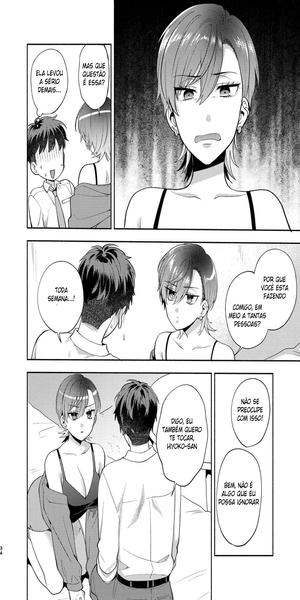 MAS QUE
QUESTÃO
É ESSA?
ELA LEVOU
A SÉRIO
DEMAIS...
POR QUE
VOCÊ ESTÁ
FAZENDO
COMIGO, EM
MEIO A TANTAS
PESSOAS?
TODA
SEMANA...!
NÃO SE
PREOCUPE
COM ISSO!
BEM, NÃO
É ALGO QUE EU
POSSA IGNORAR
DIGO, EU
TAMBÉM
QUERO TE
TOCAR,
HIYOKO-SAN
34